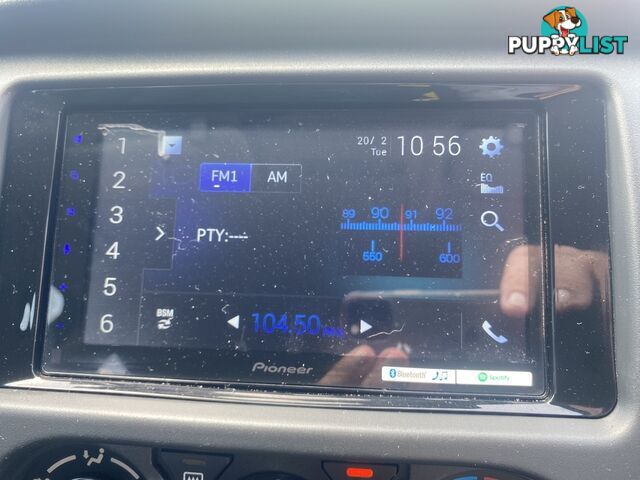 PUPPYLIST
1
20/ 2
Tue
10 56
2
FM1 AM
EQ
3
89 90 91 92
PTY:----
4
550 600
5
6
BSM
104.50 MHz
Pioneer
Bluetooth
Spotify